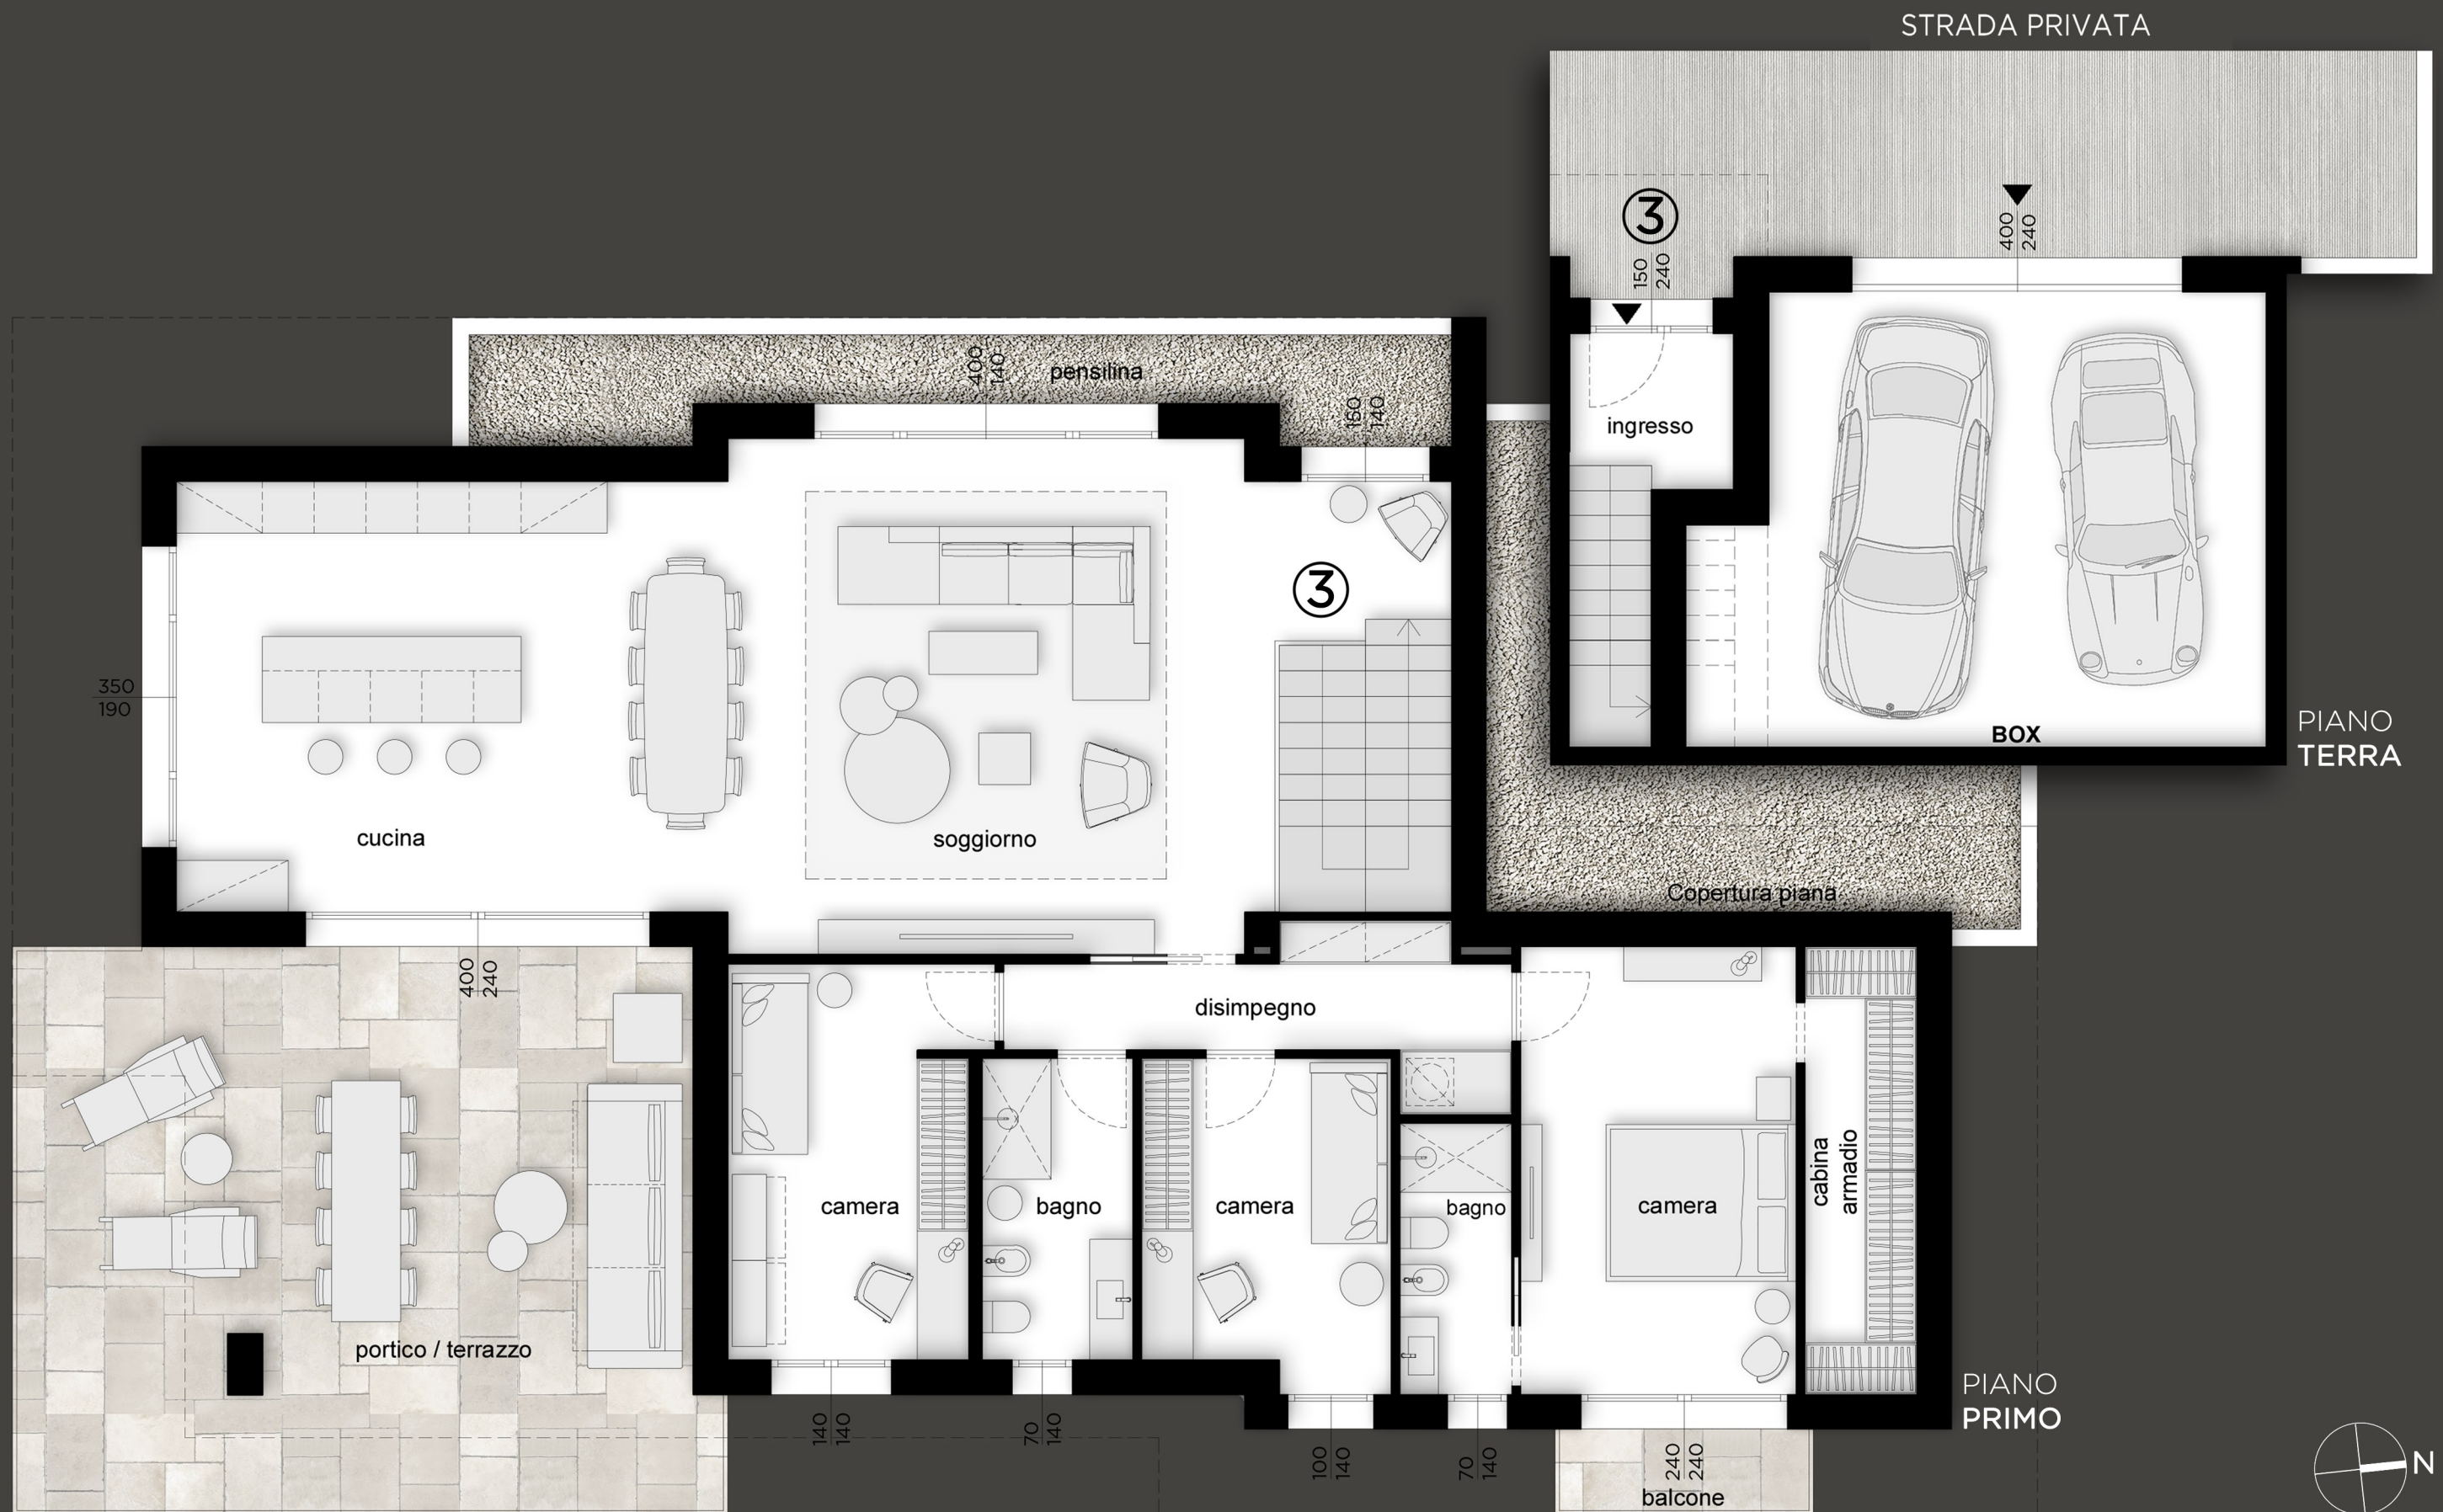 STRADA PRIVATA
3
400
240
150
240
ingresso
BOX
PIANO
TERRA
400
140
pensilina
160
140
3
350
190
cucina
soggiorno
Copertura piana
400
240
disimpegno
camera
bagno
camera
bagno
camera
cabina
armadio
portico / terrazzo
PIANO
PRIMO
140
140
70
140
100
140
70
140
240
240
balcone
N